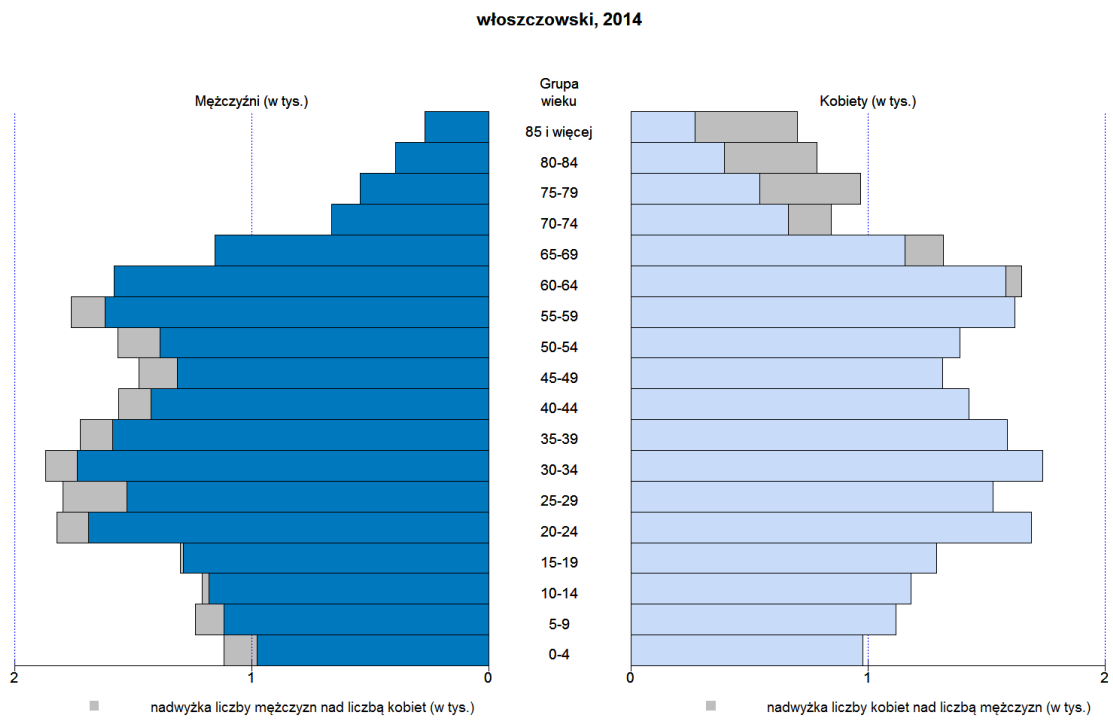 włoszczowski, 2014
Grupa
wieku
Mężczyźni (w tys.)
Kobiety (w tys.)
85 i więcej
80-84
75-79
70-74
65-69
60-64
55-59
50-54
45-49
40-44
35-39
30-34
25-29
20-24
15-19
10-14
5-9
0-4
2 1 0 0 1 2
nadwyżka liczby mężczyzn nad liczbą kobiet (w tys.)
nadwyżka liczby kobiet nad liczbą mężczyzn (w tys.)